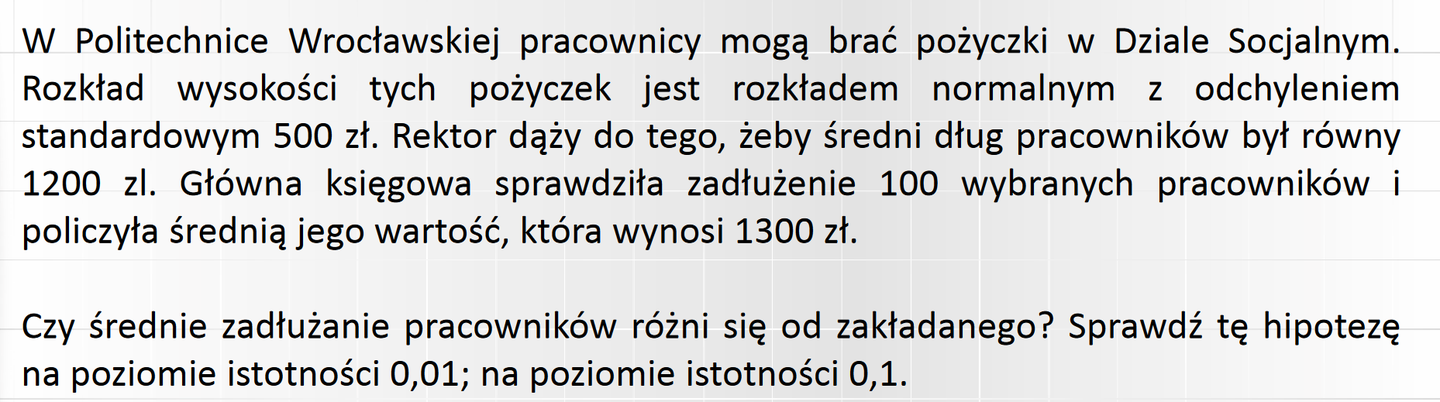 W Politechnice Wrocławskiej pracownicy mogą brać pożyczki w Dziale Socjalnym.
Rozkład wysokości tych pożyczek jest rozkładem normalnym z odchyleniem
standardowym 500 zł. Rektor dąży do tego, żeby średni dług pracowników był równy
1200 zl. Główna księgowa sprawdziła zadłużenie 100 wybranych pracowników i
policzyła średnią jego wartość, która wynosi 1300 zł.
Czy średnie zadłużanie pracowników różni się od zakładanego? Sprawdź tę hipotezę
na poziomie istotności 0,01; na poziomie istotności 0,1.